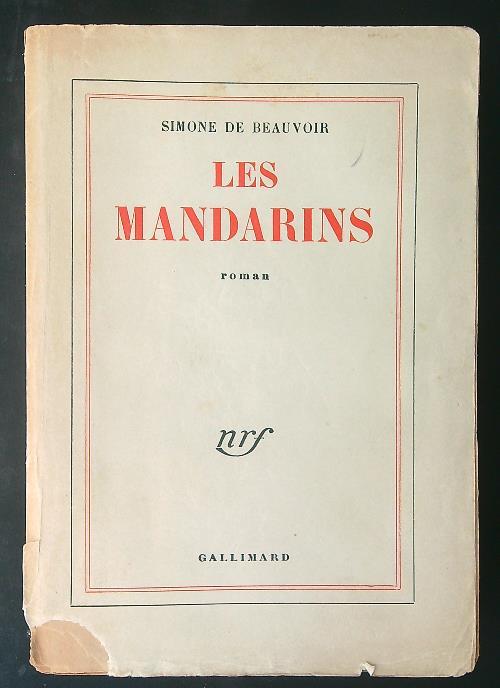 SIMONE DE BEAUVOIR
LES
MANDARINS
roman
nrf
GALLIMARD